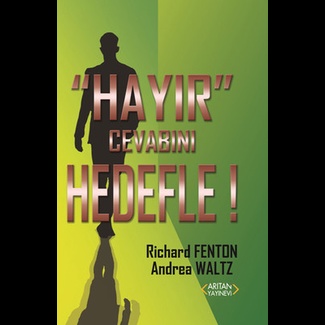 “HAYIR”
CEVABINI
HEDEFLE !
Richard FENTON
Andrea WALTZ
ARITAN
YAYINEVİ